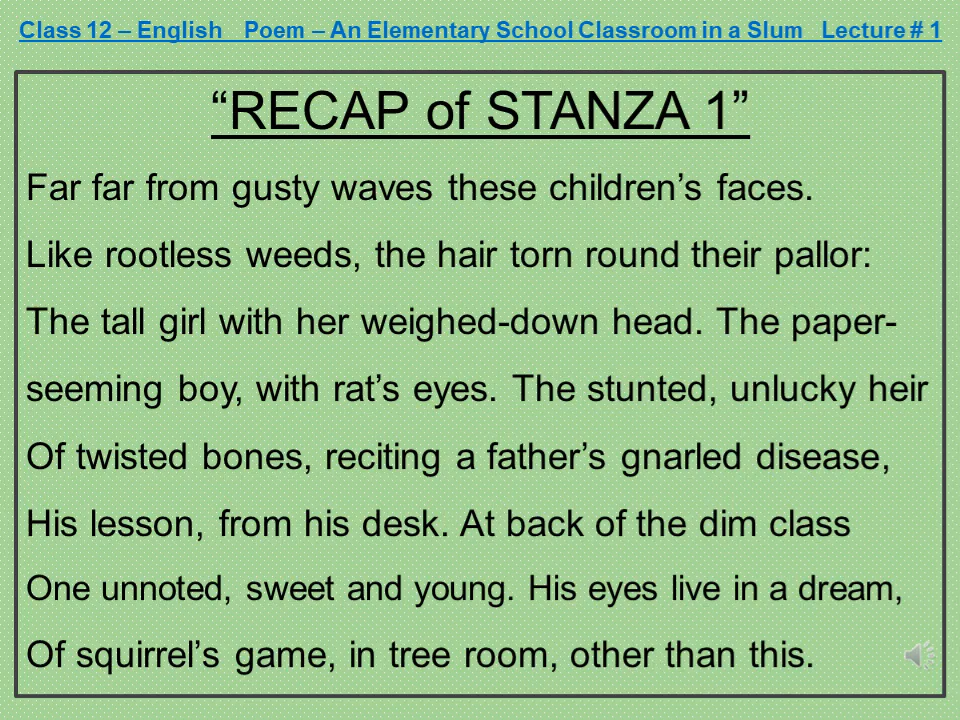 Class 12 – English   Poem – An Elementary School Classroom in a Slum   Lecture # 1
“RECAP of STANZA 1”
Far far from gusty waves these children’s faces.
Like rootless weeds, the hair torn round their pallor:
The tall girl with her weighed-down head. The paper-
seeming boy, with rat’s eyes. The stunted, unlucky heir
Of twisted bones, reciting a father’s gnarled disease,
His lesson, from his desk. At back of the dim class
One unnoted, sweet and young. His eyes live in a dream,
Of squirrel’s game, in tree room, other than this.